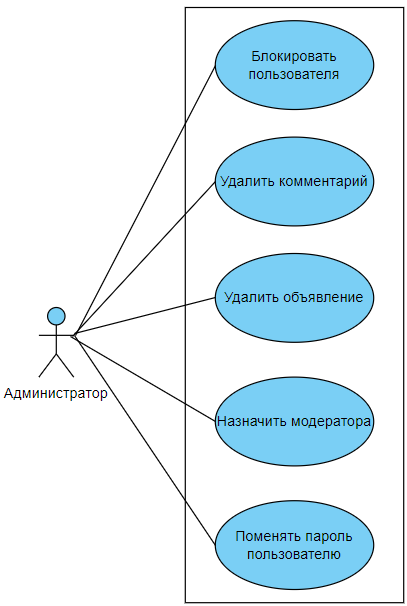 Блокировать
пользователя
Удалить комментарий
Удалить объявление
Администратор
Назначить модератора
Поменять пароль
пользователю